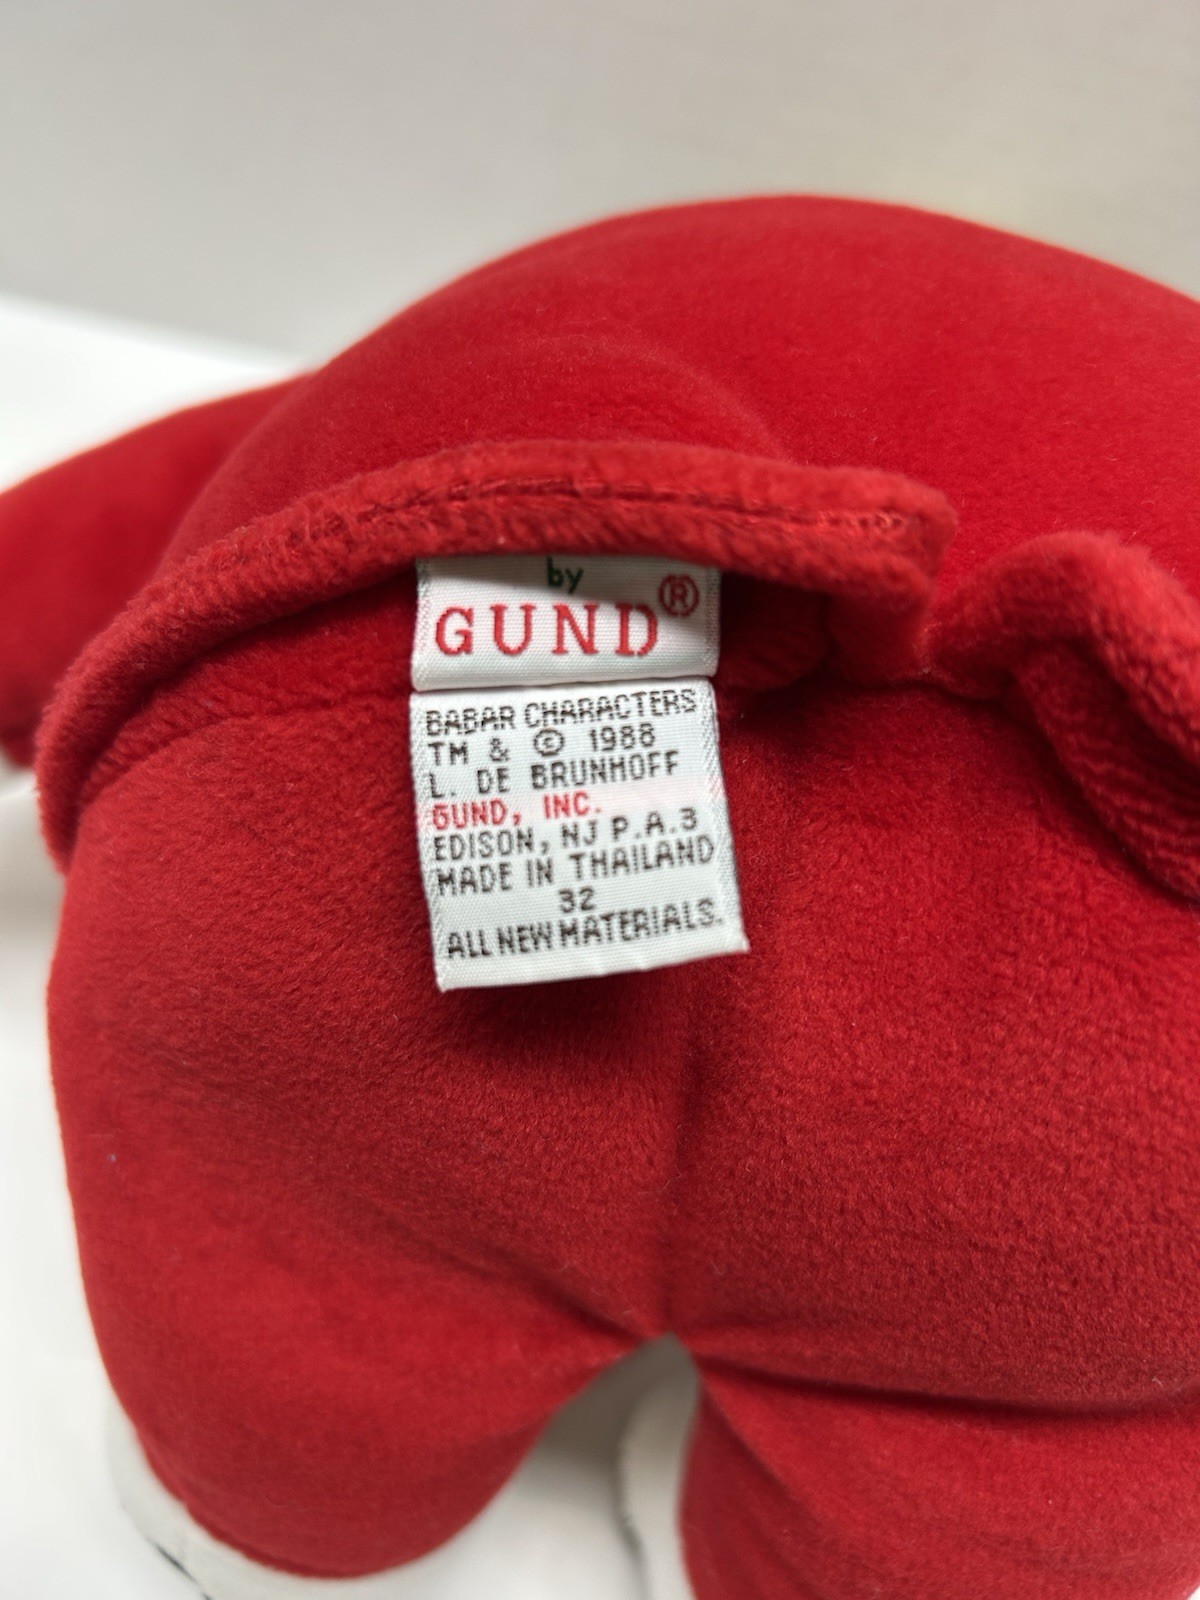 by
GUND®
BABAR CHARACTERS
TM & © 1988
L. DE BRUNHOFF
GUND, INC.
EDISON, NJ P.A.3
MADE IN THAILAND
32
ALL NEW MATERIALS.